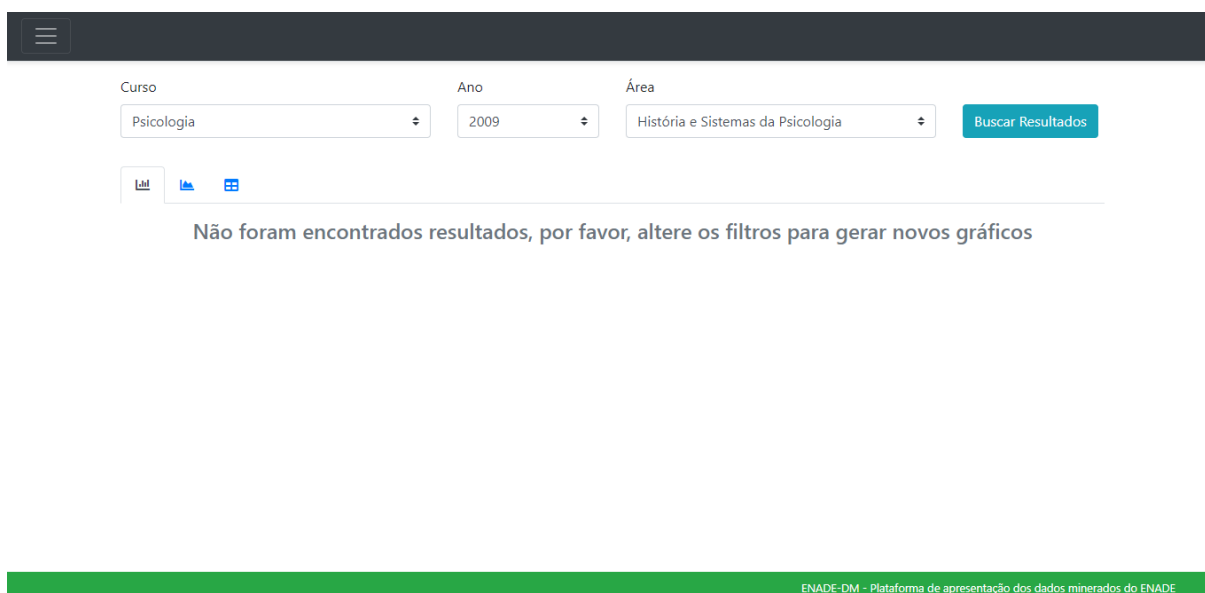 Curso
Ano
Área
Psicologia
2009
História e Sistemas da Psicologia
Buscar Resultados
Não foram encontrados resultados, por favor, altere os filtros para gerar novos gráficos
ENADE-DM - Plataforma de apresentação dos dados minerados do ENADE